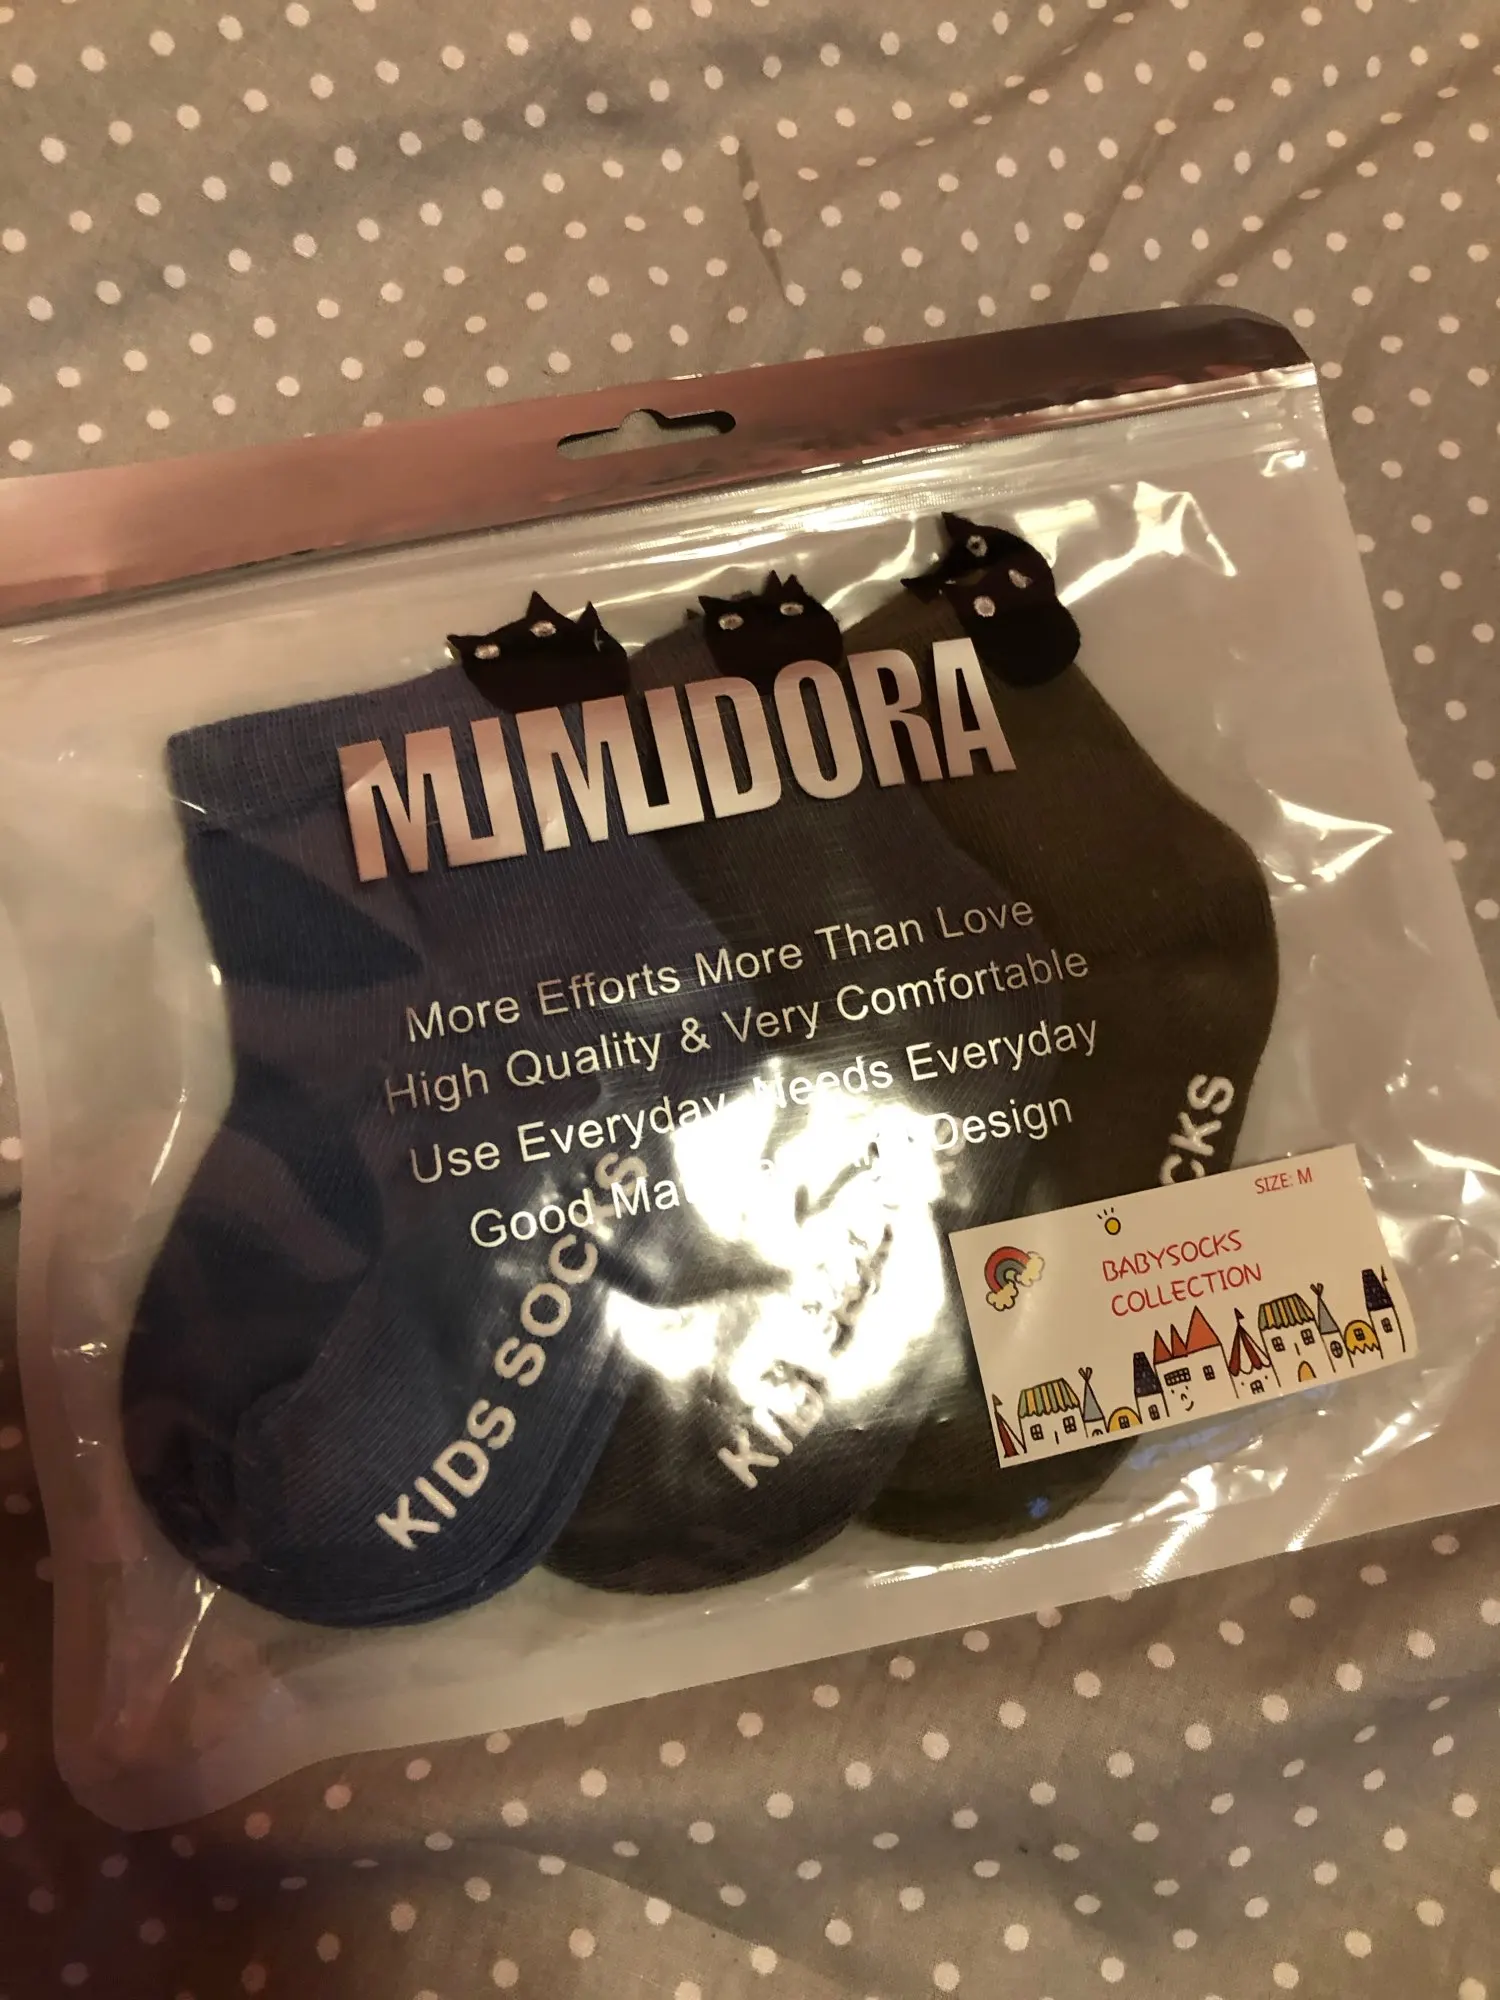 MIMIDORA
More Efforts More Than Love
High Quality & Very Comfortable
Use Everyday Needs Everyday
Good Design
KIDS SOCKS
SIZE: M
BABYSOCKS
COLLECTION